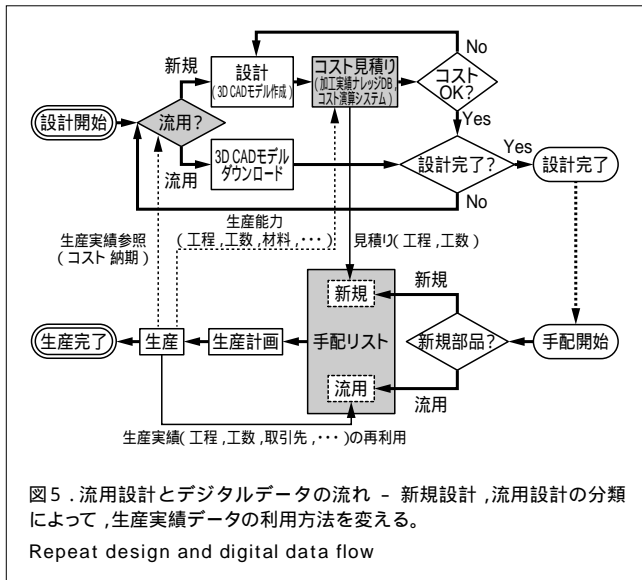 No
新規
設計
(3D CADモデル作成)
コスト見積り
(加工実績ナレッジDB,
コスト演算システム)
コスト
OK?
Yes
設計開始
流用?
流用
3D CADモデル
ダウンロード
設計完了?
Yes
設計完了
No
生産実績参照
(コスト 納期)
生産能力
(工程,工数,材料,・・・)
見積り(工程,工数)
新規
新規
生産完了
生産
生産計画
手配リスト
新規部品?
手配開始
流用
流用
生産実績(工程,工数,取引先,・・・)の再利用
図5.流用設計とデジタルデータの流れ - 新規設計,流用設計の分類
によって,生産実績データの利用方法を変える。
Repeat design and digital data flow